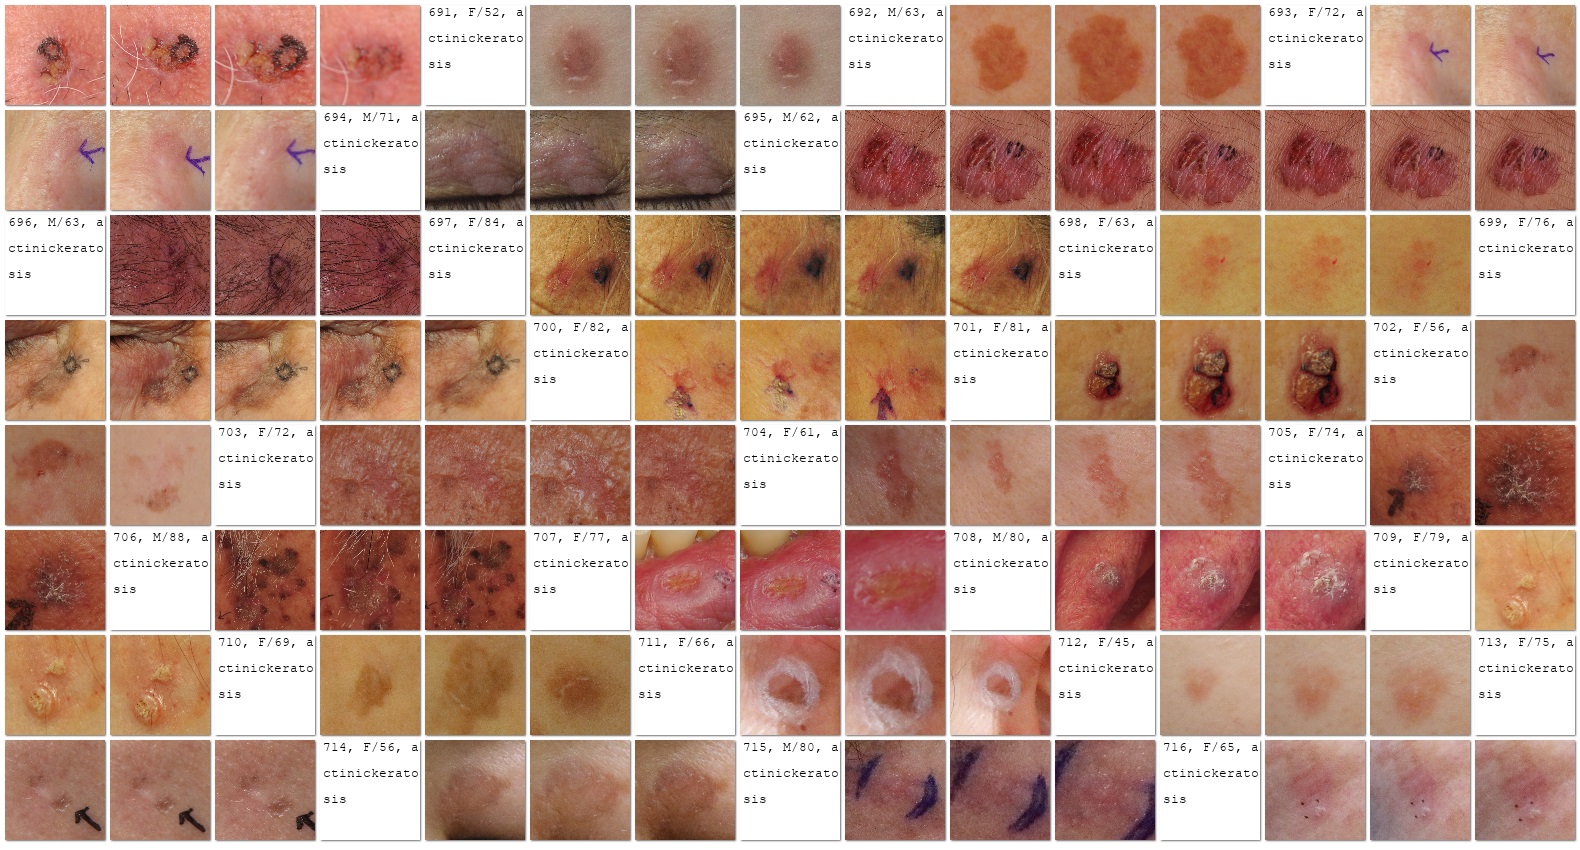 691, F/52, a
ctinickerato
sis
692, M/63, a
ctinickerato
sis
693, F/72, a
ctinickerato
sis
694, M/71, a
ctinickerato
sis
695, M/62, a
ctinickerato
sis
696, M/63, a
ctinickerato
sis
697, F/84, a
ctinickerato
sis
698, F/63, a
ctinickerato
sis
699, F/76, a
ctinickerato
sis
700, F/82, a
ctinickerato
sis
701, F/81, a
ctinickerato
sis
702, F/56, a
ctinickerato
sis
703, F/72, a
ctinickerato
sis
704, F/61, a
ctinickerato
sis
705, F/74, a
ctinickerato
sis
706, M/88, a
ctinickerato
sis
707, F/77, a
ctinickerato
sis
708, M/80, a
ctinickerato
sis
709, F/79, a
ctinickerato
sis
710, F/69, a
ctinickerato
sis
711, F/66, a
ctinickerato
sis
712, F/45, a
ctinickerato
sis
713, F/75, a
ctinickerato
sis
714, F/56, a
ctinickerato
sis
715, M/80, a
ctinickerato
sis
716, F/65, a
ctinickerato
sis